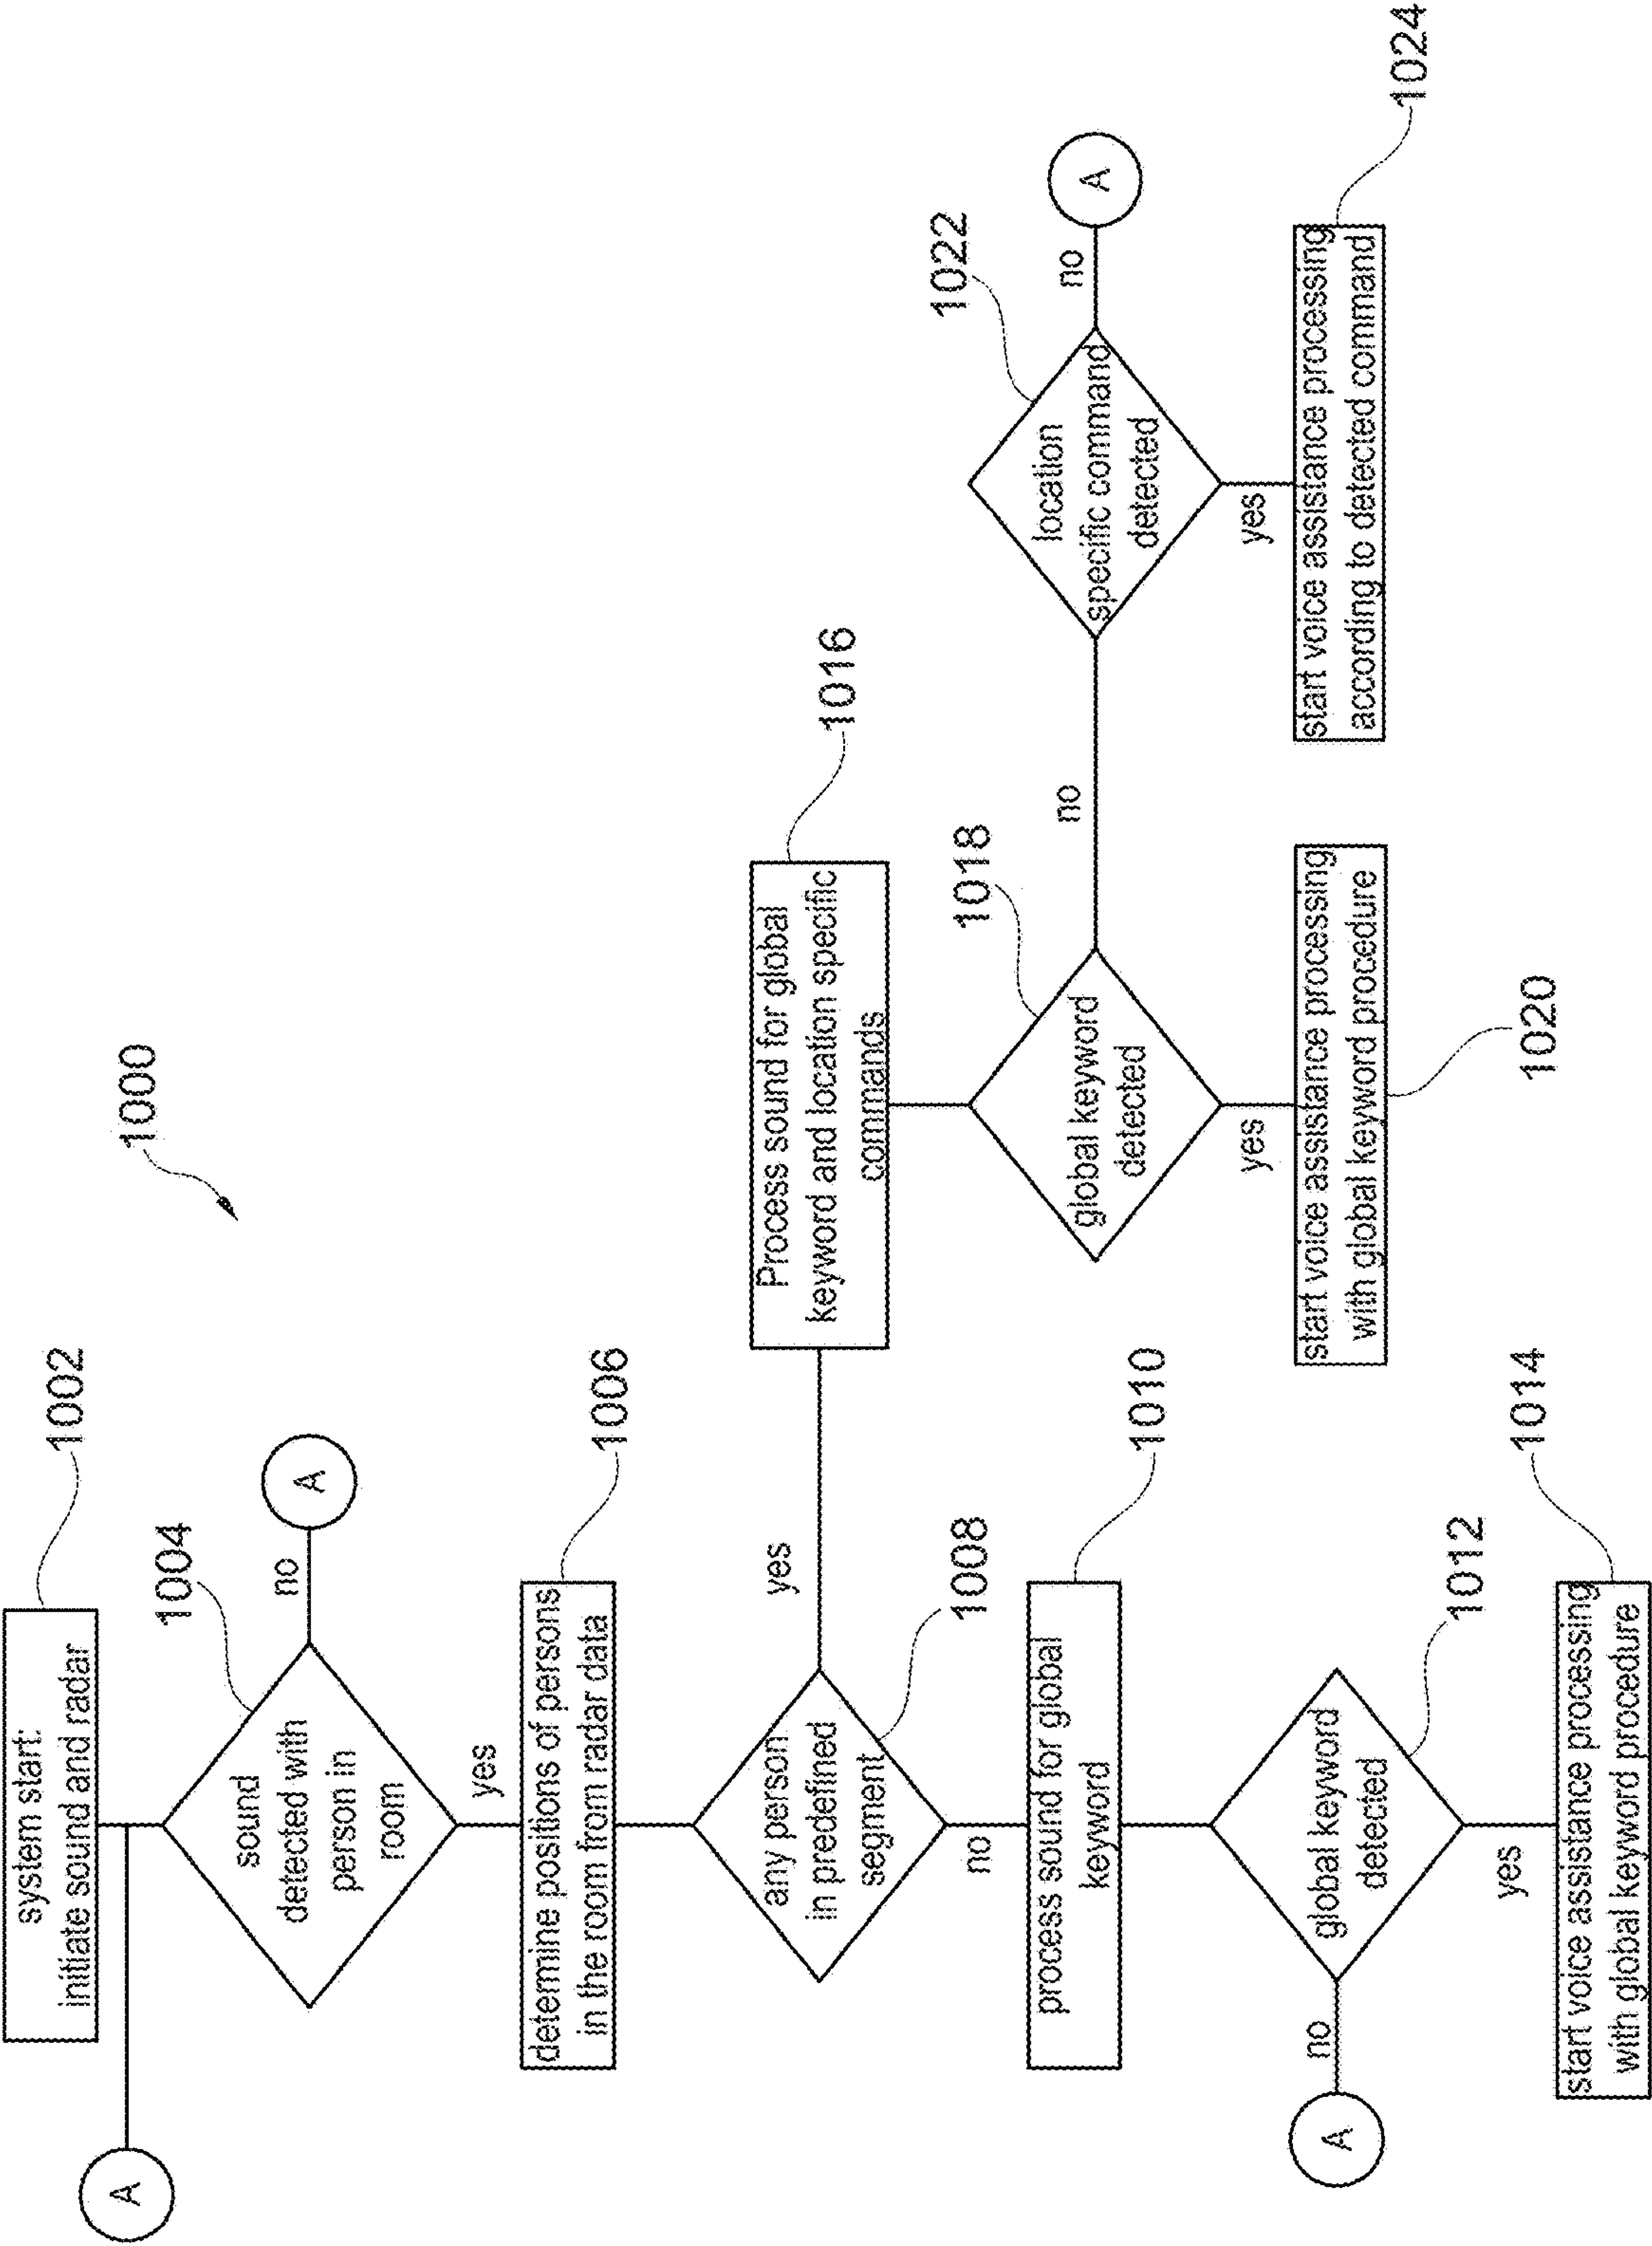 1000
system start:
initiate sound and radar
1002
A
sound
detected with
person in
room
1004
no
A
yes
determine positions of persons
in the room from radar data
1006
any person
in predefined
segment
1008
yes
no
process sound for global
keyword
1010
global keyword
detected
1012
no
A
yes
start voice assistance processing
with global keyword procedure
1014
Process sound for global
keyword and location specific
commands
1016
global keyword
detected
1018
no
yes
start voice assistance processing
with global keyword procedure
1020
location
specific command
detected
1022
no
A
yes
start voice assistance processing
according to detected command
1024